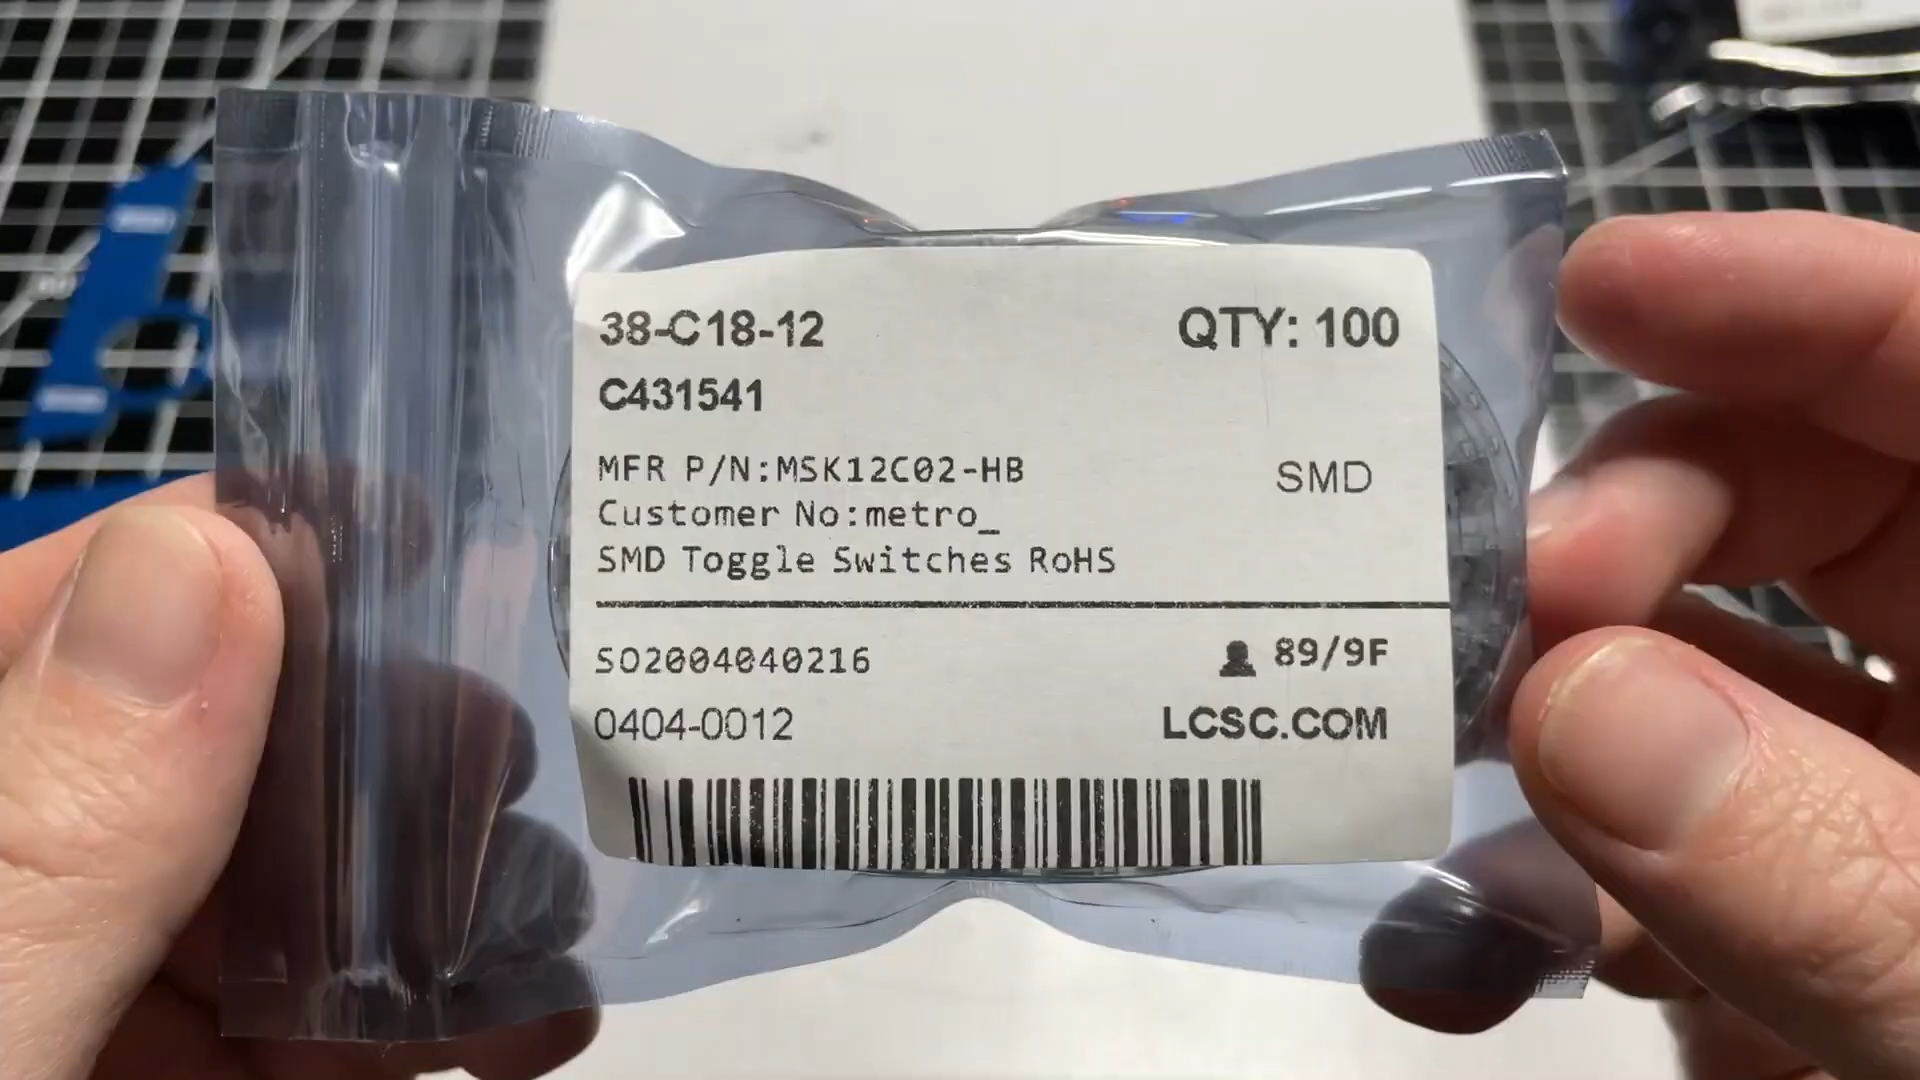 38-C18-12 QTY: 100
C431541
MFR P/N:MSK12C02-HB SMD
Customer No:metro_
SMD Toggle Switches RoHS
SO2004040216 89/9F
0404-0012 LCSC.COM